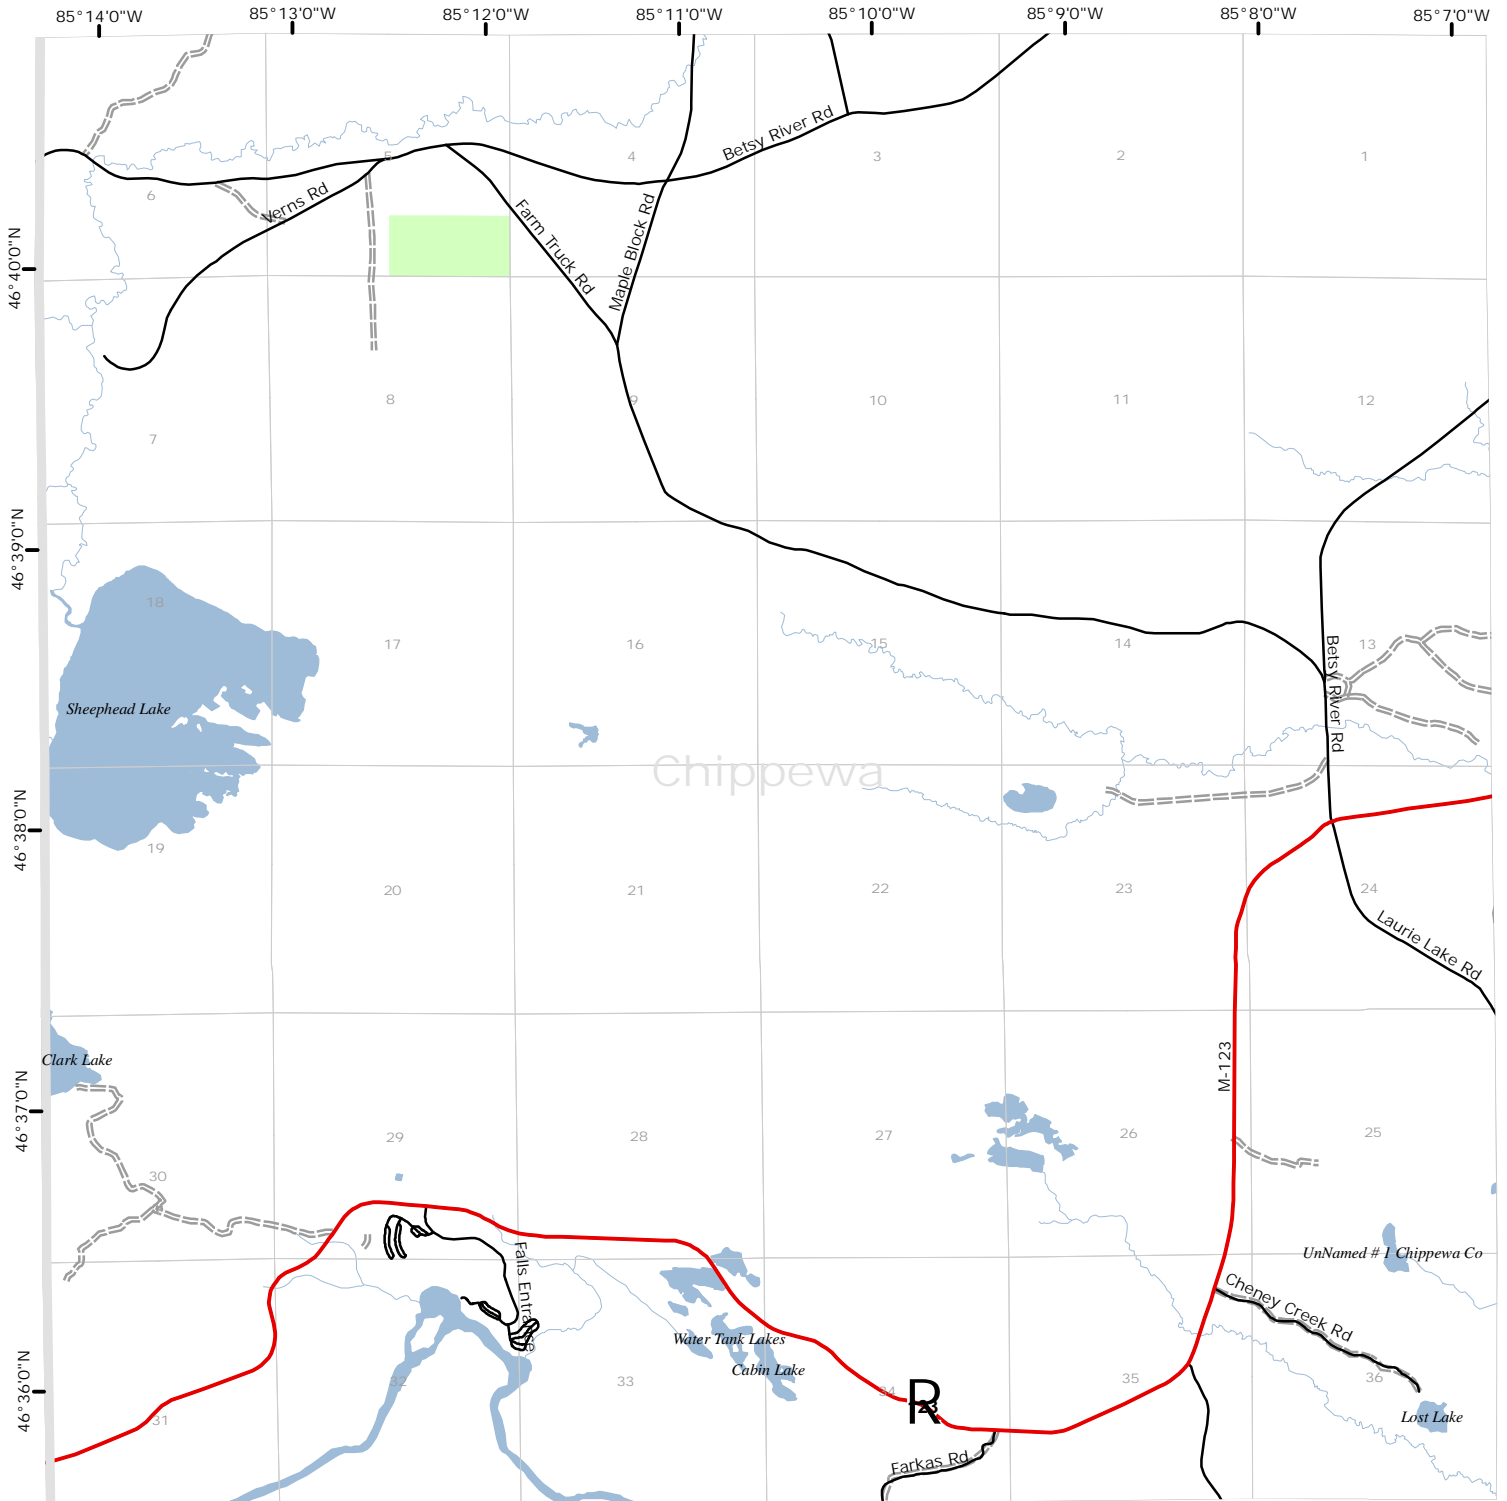 85°14'0"W 85°13'0"W 85°12'0"W 85°11'0"W 85°10'0"W 85°9'0"W 85°8'0"W 85°7'0"W
Betsy River Rd
5 4 3 2 1
6
Verns Rd
Farm Truck Rd
Maple Block Rd
46°40'0"N
8 9 10 11 12
7
46°39'0"N
18
17 16 15 14 13
Betsy River Rd
Sheephead Lake
Chippewa
46°38'0"N
19
20 21 22 23 24
Laurie Lake Rd
Clark Lake
M-123
46°37'0"N
29 28 27 26 25
30
Falls Entrance
UnNamed # 1 Chippewa Co
Cheney Creek Rd
Water Tank Lakes
Cabin Lake
46°36'0"N
32 33 34 35 36
R
123
31
Lost Lake
Farkas Rd